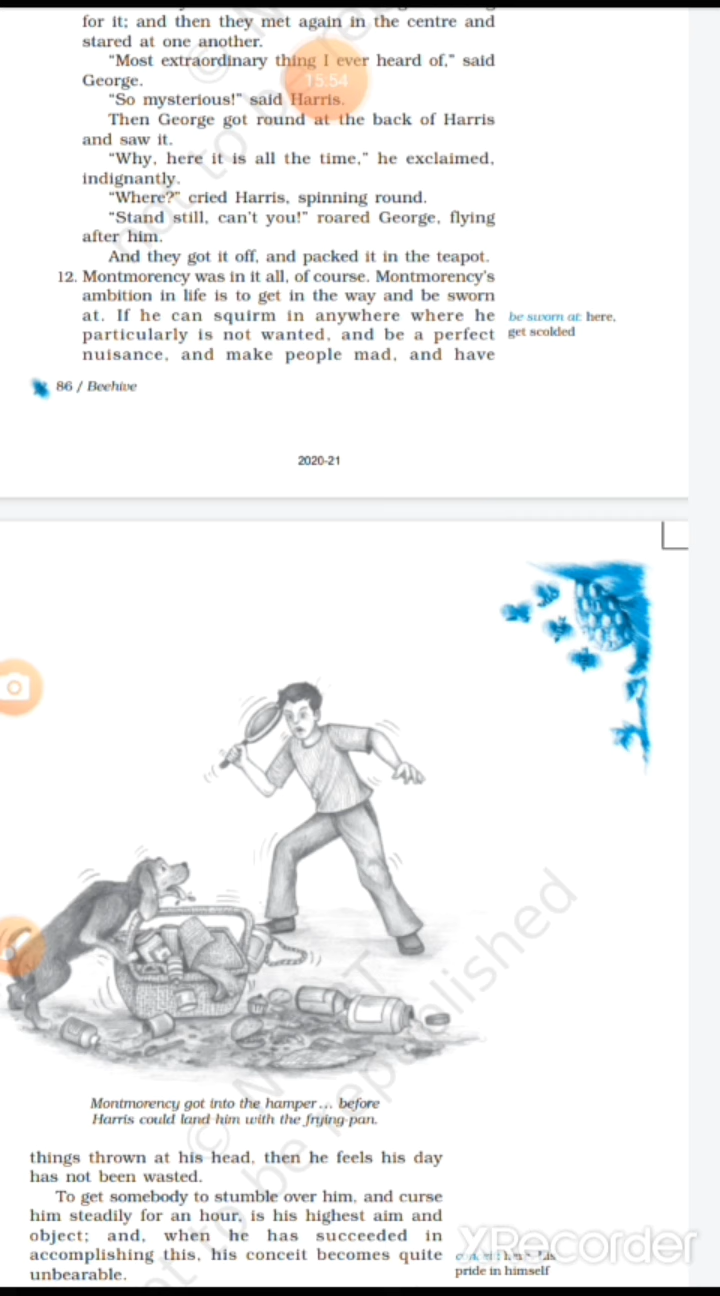 for it; and then they met again in the centre and
stared at one another.
"Most extraordinary thing I ever heard of," said
George.
15:54
"So mysterious!" said Harris.
Then George got round at the back of Harris
and saw it.
"Why, here it is all the time," he exclaimed,
indignantly.
"Where?" cried Harris, spinning round.
"Stand still, can't you!" roared George, flying
after him.
And they got it off, and packed it in the teapot.
12. Montmorency was in it all, of course. Montmorency's
ambition in life is to get in the way and be sworn
at. If he can squirm in anywhere where he
particularly is not wanted, and be a perfect
nuisance, and make people mad, and have
be sworn at: here,
get scolded
86 / Beehive
2020-21
Montmorency got into the hamper... before
Harris could land him with the frying-pan.
things thrown at his head, then he feels his day
has not been wasted.
To get somebody to stumble over him, and curse
him steadily for an hour, is his highest aim and
object; and, when he has succeeded in
accomplishing this, his conceit becomes quite
unbearable.
pride in himself
XRecorder
not to be republished